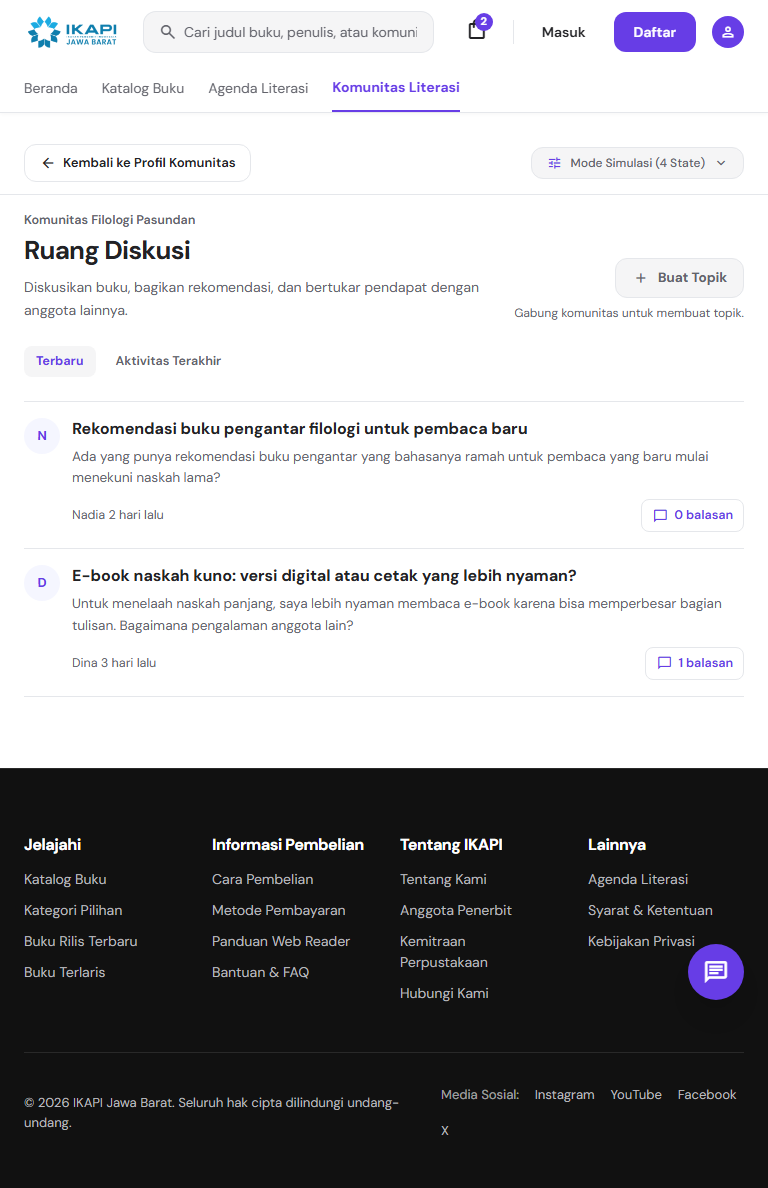 IKAPI
JAWA BARAT
Cari judul buku, penulis, atau komuni
2
Masuk
Daftar
Beranda
Katalog Buku
Agenda Literasi
Komunitas Literasi
Kembali ke Profil Komunitas
Mode Simulasi (4 State)
Komunitas Filologi Pasundan
Ruang Diskusi
Diskusikan buku, bagikan rekomendasi, dan bertukar pendapat dengan
anggota lainnya.
Buat Topik
Gabung komunitas untuk membuat topik.
Terbaru
Aktivitas Terakhir
N
Rekomendasi buku pengantar filologi untuk pembaca baru
Ada yang punya rekomendasi buku pengantar yang bahasanya ramah untuk pembaca yang baru mulai
menekuni naskah lama?
Nadia 2 hari lalu
0 balasan
D
E-book naskah kuno: versi digital atau cetak yang lebih nyaman?
Untuk menelaah naskah panjang, saya lebih nyaman membaca e-book karena bisa memperbesar bagian
tulisan. Bagaimana pengalaman anggota lain?
Dina 3 hari lalu
1 balasan
Jelajahi
Katalog Buku
Kategori Pilihan
Buku Rilis Terbaru
Buku Terlaris
Informasi Pembelian
Cara Pembelian
Metode Pembayaran
Panduan Web Reader
Bantuan & FAQ
Tentang IKAPI
Tentang Kami
Anggota Penerbit
Kemitraan
Perpustakaan
Hubungi Kami
Lainnya
Agenda Literasi
Syarat & Ketentuan
Kebijakan Privasi
© 2026 IKAPI Jawa Barat. Seluruh hak cipta dilindungi undang-
undang.
Media Sosial:
Instagram
YouTube
Facebook
X